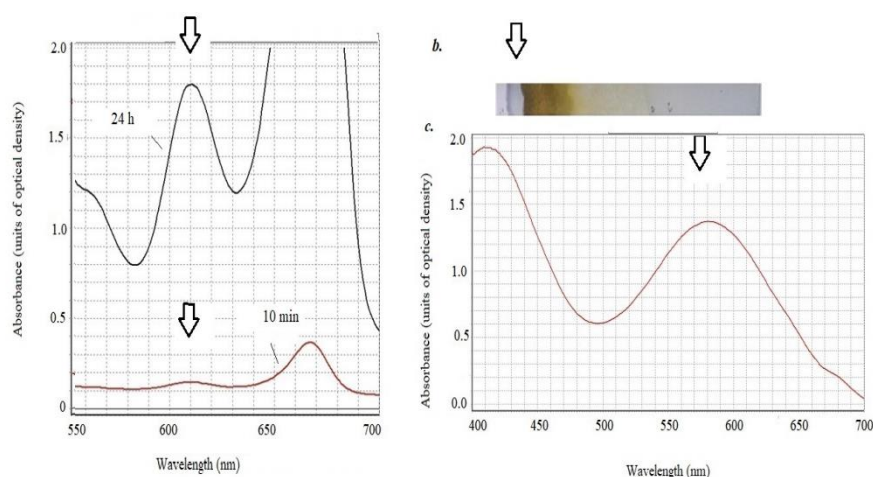 2.0
1.5
1.0
0.5
0
24 h
10 min
550
600
650
700
Absorbance (units of optical density)
Wavelength (nm)
b.
c.
2.0
1.5
1.0
0.5
0.0
400
450
500
550
600
650
700
Absorbance (units of optical density)
Wavelength (nm)